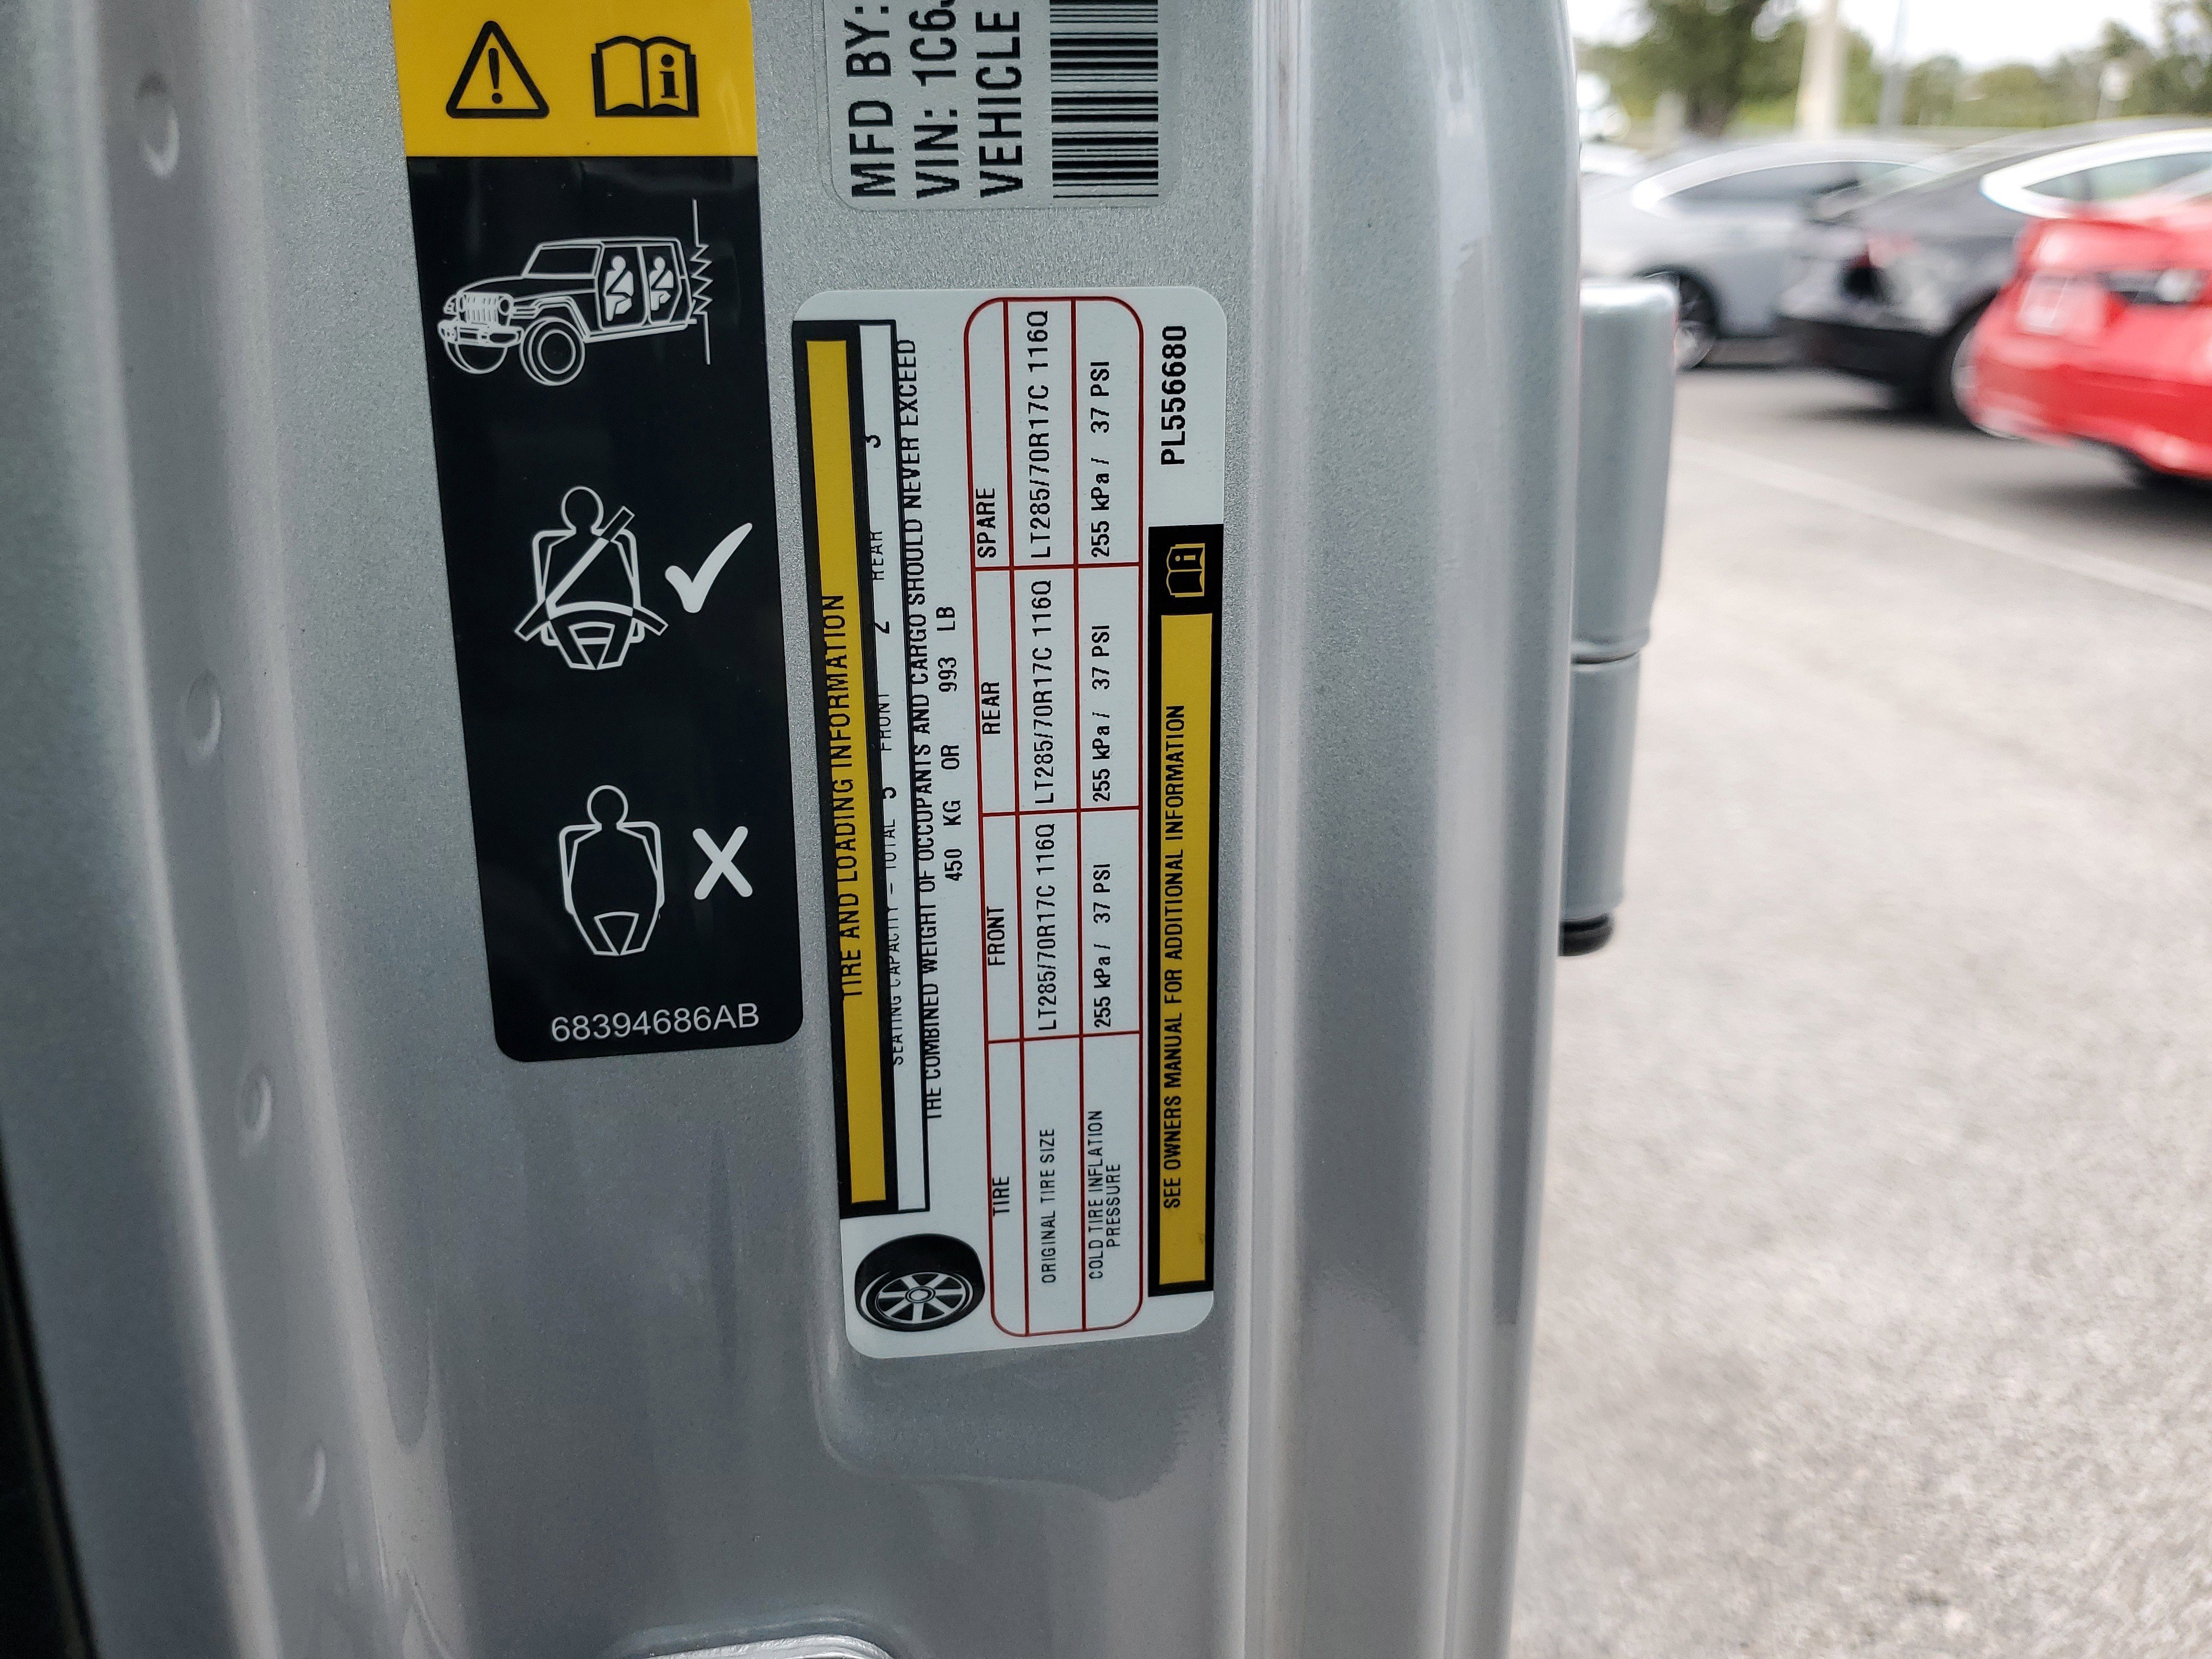 MFD BY:
VIN: 1C6
VEHICLE
68394686AB
TIRE AND LOADING INFORMATION
SEATING CAPACITY – TOTAL 5 FRONT 2 REAR 3
THE COMBINED WEIGHT OF OCCUPANTS AND CARGO SHOULD NEVER EXCEED
450 KG OR 993 LB
TIRE FRONT REAR SPARE
ORIGINAL TIRE SIZE LT285/70R17C 116Q LT285/70R17C 116Q LT285/70R17C 116Q
COLD TIRE INFLATION PRESSURE 255 kPa / 37 PSI 255 kPa / 37 PSI 255 kPa / 37 PSI
SEE OWNERS MANUAL FOR ADDITIONAL INFORMATION i PL556680